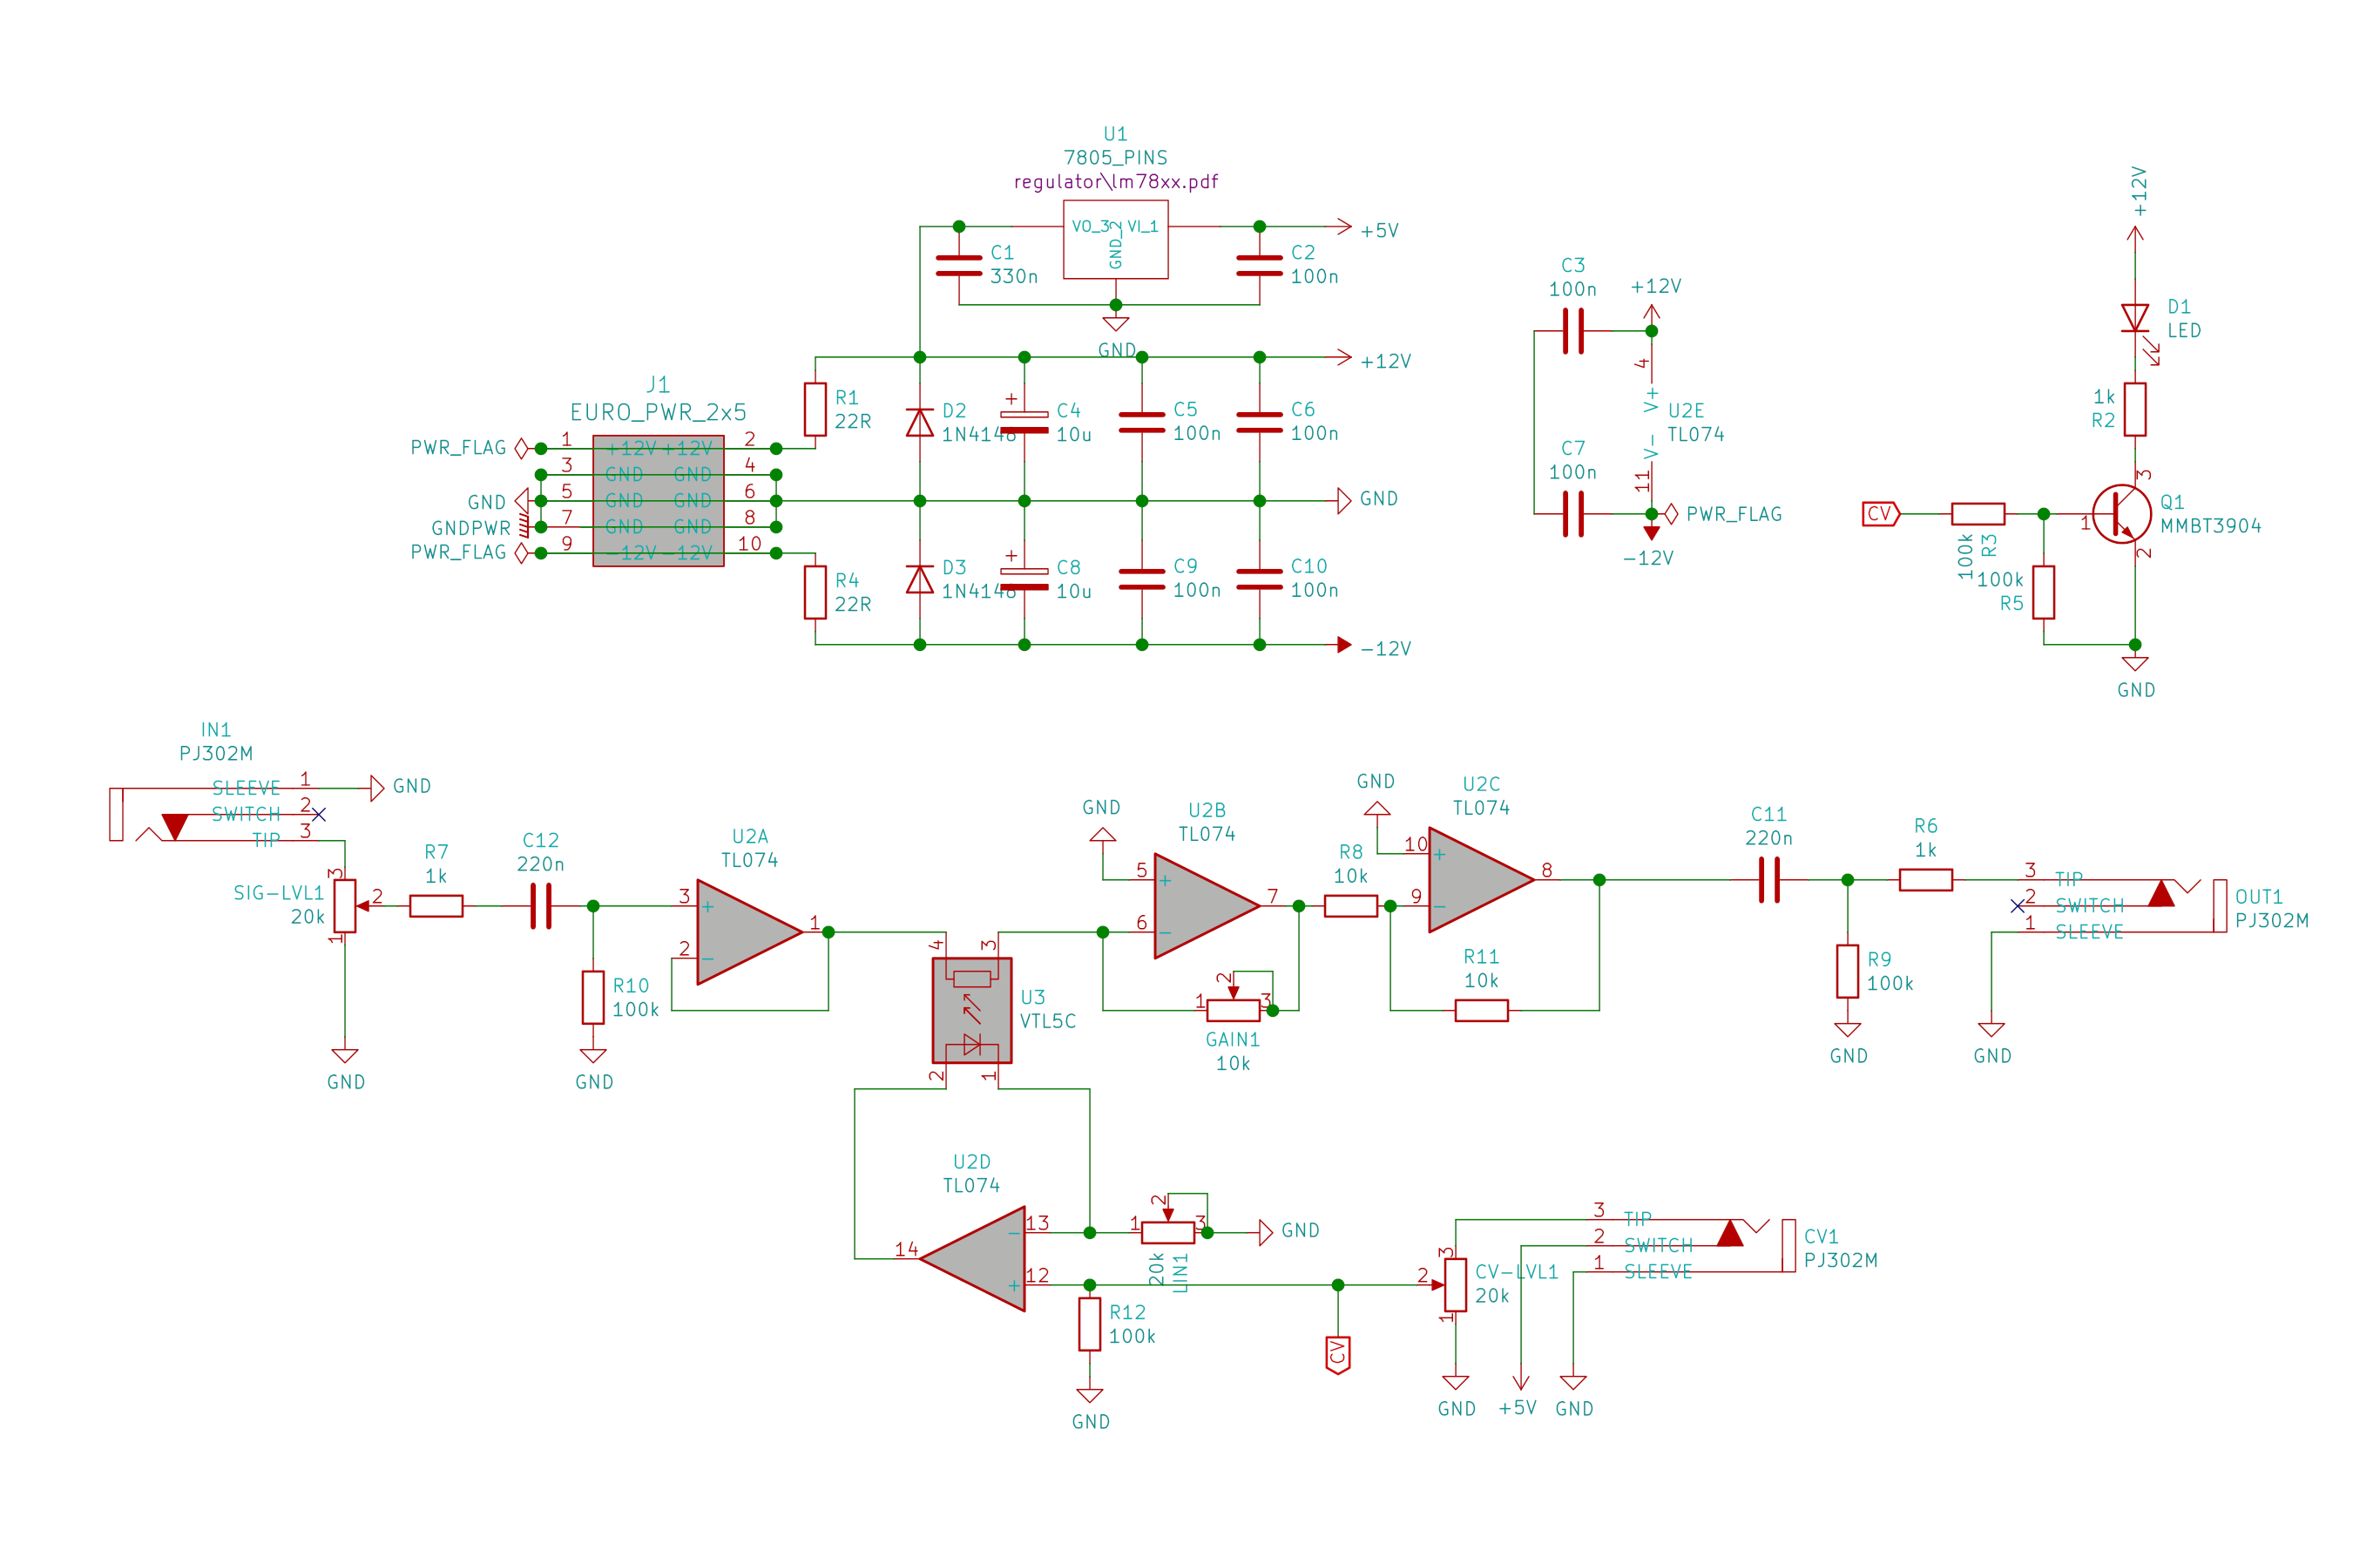 U1
7805_PINS
regulator\lm78xx.pdf
VO_3
VI_1
GND_2
+5V
C1
330n
C2
100n
GND
J1
EURO_PWR_2x5
PWR_FLAG
GND
GNDPWR
PWR_FLAG
1
3
5
7
9
+12V
+12V
GND
GND
GND
GND
GND
GND
-12V
-12V
2
4
6
8
10
R1
22R
R4
22R
D2
1N4148
C4
10u
+
C5
100n
C6
100n
+12V
GND
D3
1N4148
C8
10u
+
C9
100n
C10
100n
-12V
C3
100n
+12V
4
V+
U2E
TL074
V-
11
C7
100n
PWR_FLAG
-12V
+12V
D1
LED
1k
R2
3
Q1
MMBT3904
1
2
CV
100k
R3
100k
R5
GND
IN1
PJ302M
SLEEVE
1
GND
SWITCH
2
TIP
3
SIG-LVL1
20k
3
2
1
GND
R7
1k
C12
220n
R10
100k
GND
U2A
TL074
3
+
2
-
1
4
3
U3
VTL5C
2
1
GND
U2B
TL074
5
+
6
-
7
1
2
3
GAIN1
10k
R8
10k
GND
U2C
TL074
10
+
9
-
8
R11
10k
C11
220n
R6
1k
R9
100k
GND
3
TIP
2
SWITCH
1
SLEEVE
OUT1
PJ302M
GND
U2D
TL074
14
13
-
12
+
1
2
3
20k
LIN1
GND
R12
100k
GND
CV
3
2
1
CV-LVL1
20k
GND
3
TIP
2
SWITCH
1
SLEEVE
CV1
PJ302M
+5V
GND